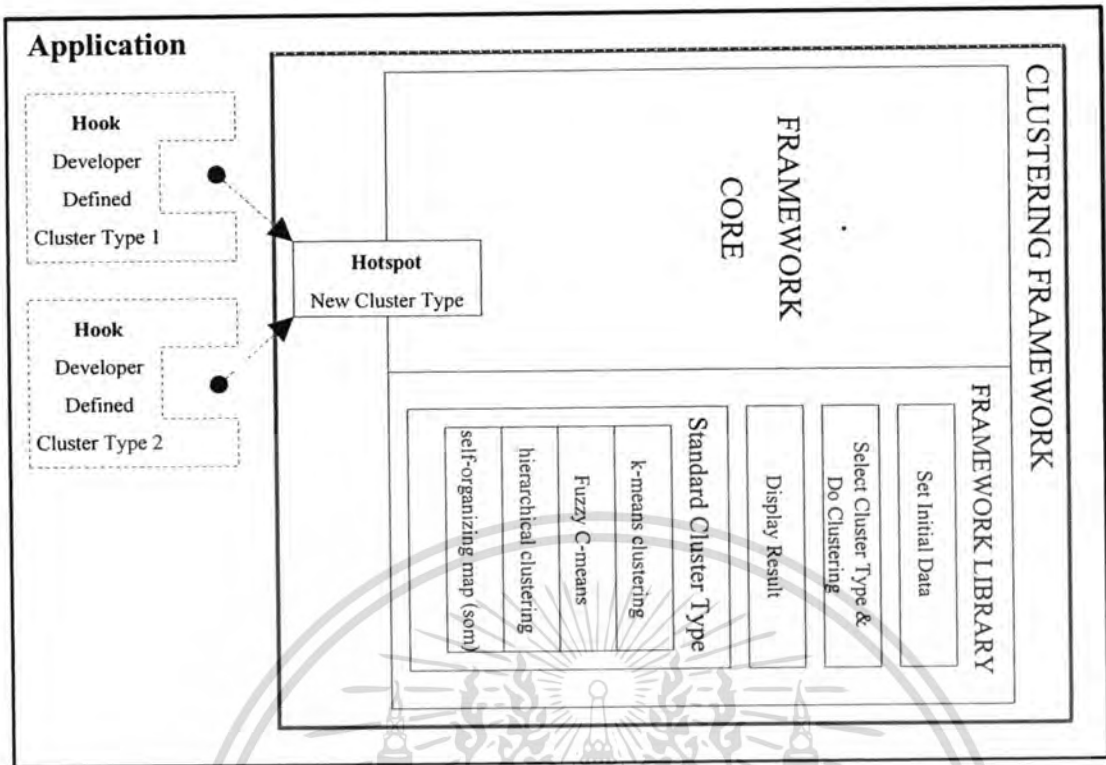 Application
Hook
Developer
Defined
Cluster Type 1
Hook
Developer
Defined
Cluster Type 2
Hotspot
New Cluster Type
CLUSTERING FRAMEWORK
FRAMEWORK
CORE
FRAMEWORK LIBRARY
Set Initial Data
Select Cluster Type &
Do Clustering
Display Result
Standard Cluster Type
k-means clustering
Fuzzy C-means
hierarchical clustering
self-organizing map (som)